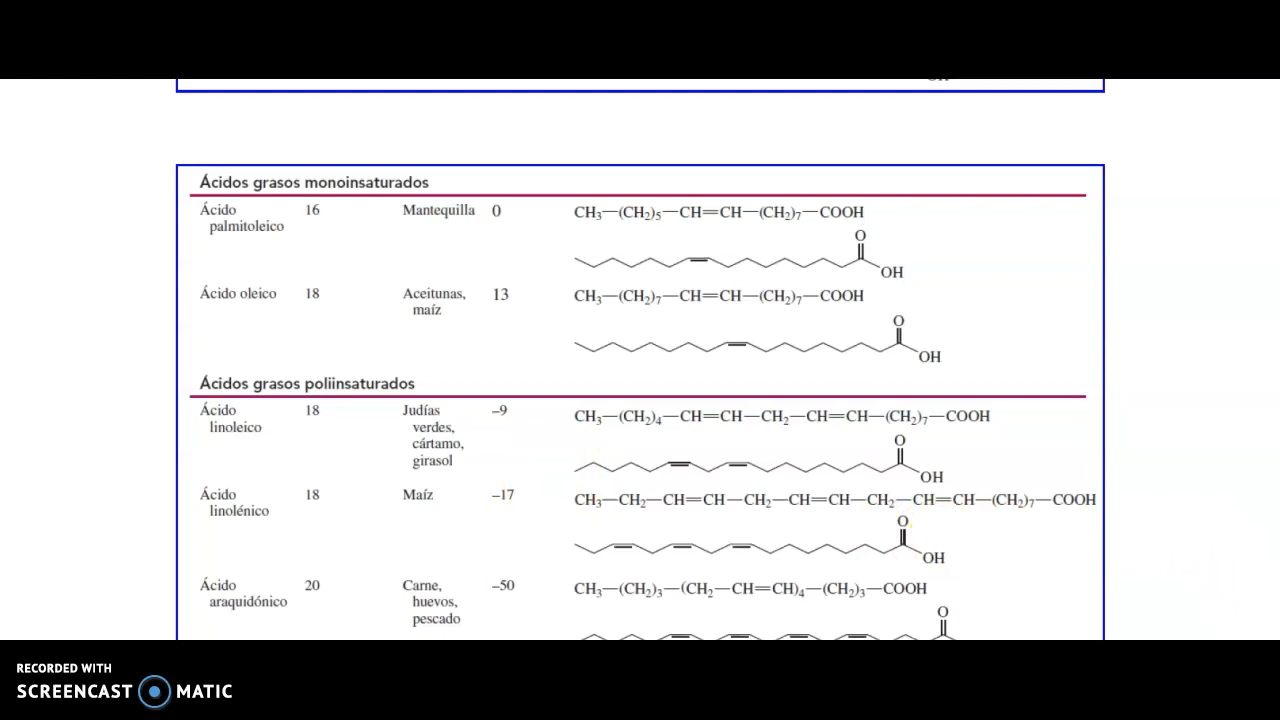 Ácidos grasos monoinsaturados
Ácido palmitoleico 16 Mantequilla 0 CH₃—(CH₂)₅—CH=CH—(CH₂)₇—COOH
O
OH
Ácido oleico 18 Aceitunas, maíz 13 CH₃—(CH₂)₇—CH=CH—(CH₂)₇—COOH
O
OH
Ácidos grasos poliinsaturados
Ácido linoleico 18 Judías verdes, cártamo, girasol –9 CH₃—(CH₂)₄—CH=CH—CH₂—CH=CH—(CH₂)₇—COOH
O
OH
Ácido linolénico 18 Maíz –17 CH₃—CH₂—CH=CH—CH₂—CH=CH—CH₂—CH=CH—(CH₂)₇—COOH
O
OH
Ácido araquidónico 20 Carne, huevos, pescado –50 CH₃—(CH₂)₃—(CH₂—CH=CH)₄—(CH₂)₃—COOH
O
RECORDED WITH
SCREENCAST MATIC